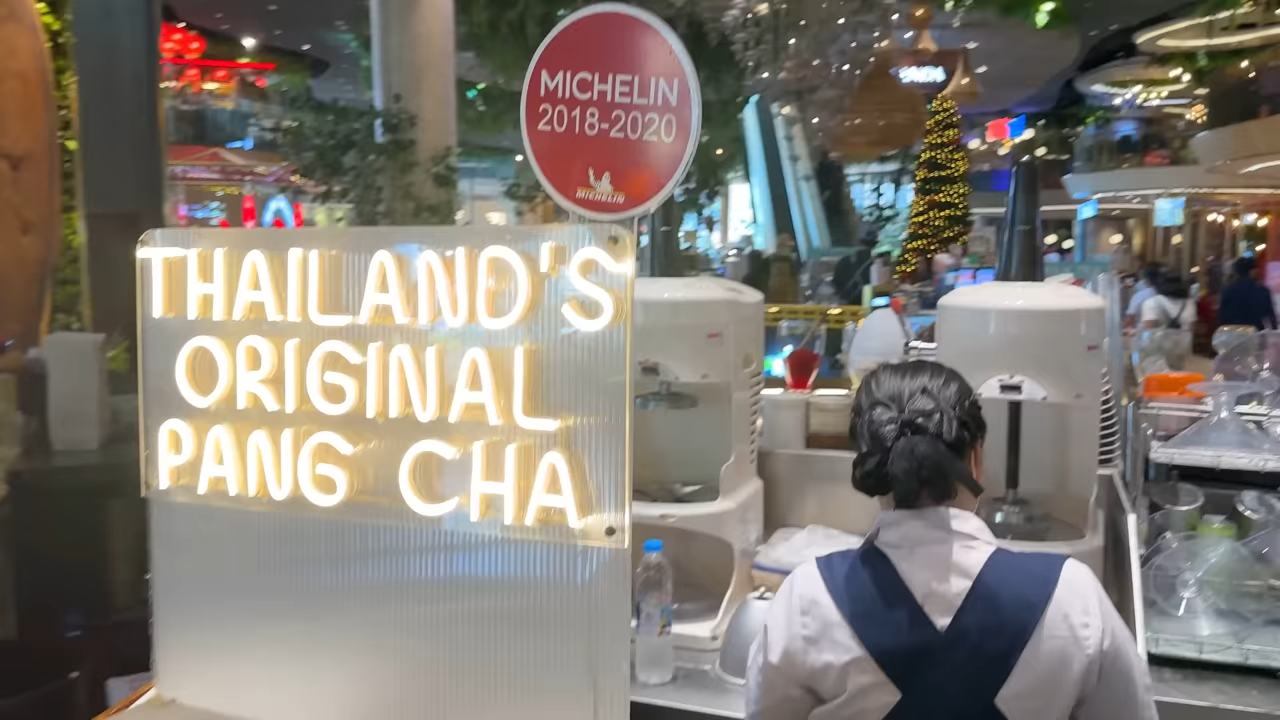 MICHELIN
2018-2020
MICHELIN
THAILAND'S
ORIGINAL
PANG CHA